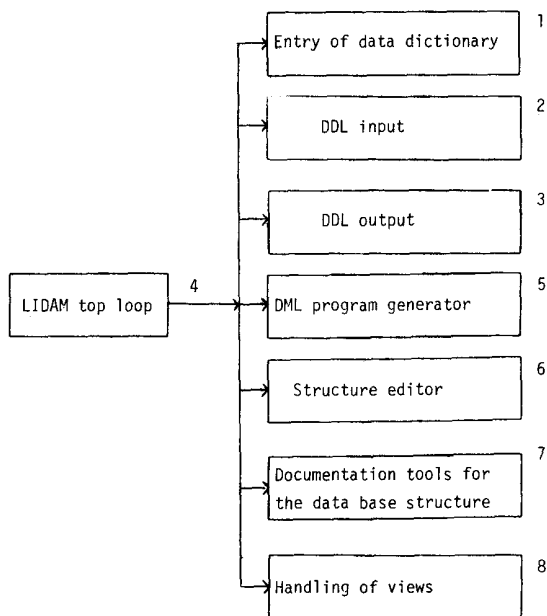 1
Entry of data dictionary
2
DDL input
3
DDL output
LIDAM top loop
4
5
DML program generator
6
Structure editor
7
Documentation tools for
the data base structure
8
Handling of views